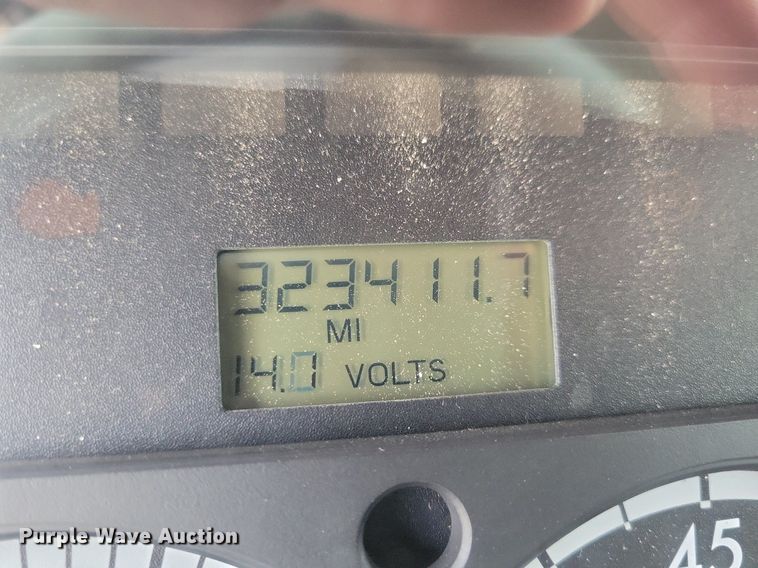 323411.7
MI
14.0 VOLTS
45
Purple Wave Auction